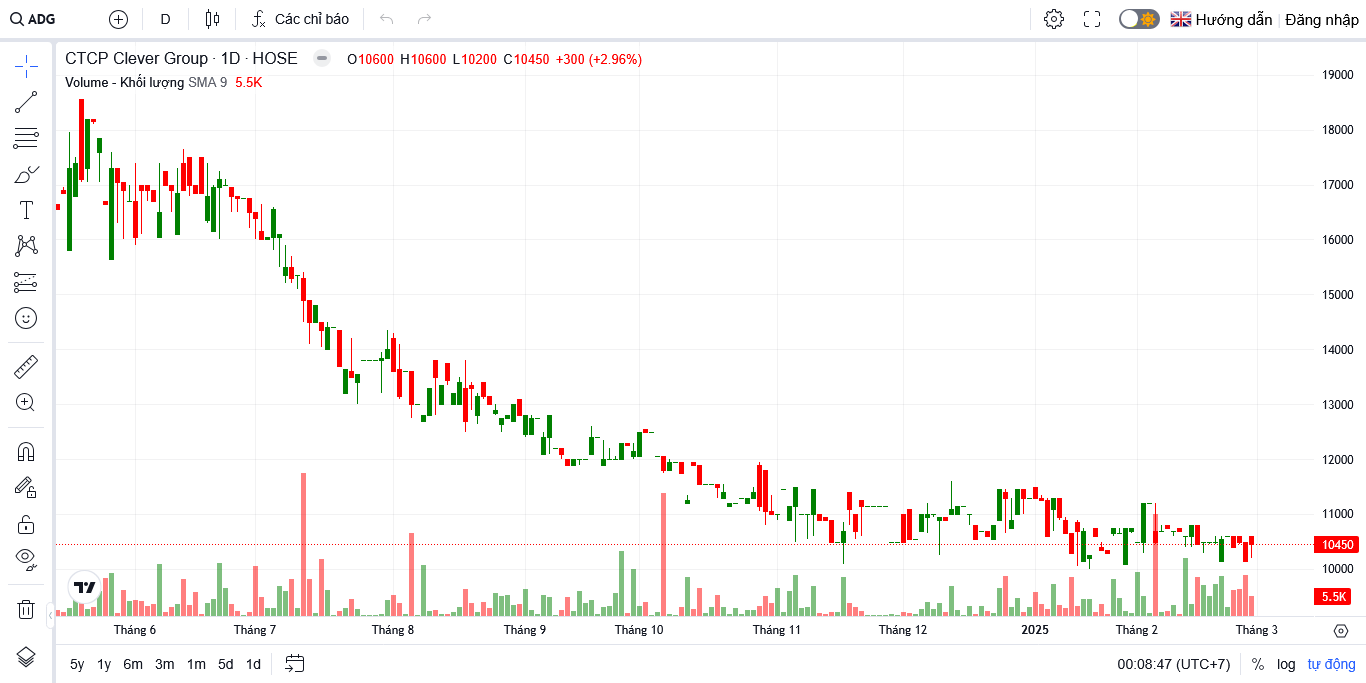 ADG D Các chỉ báo Hướng dẫn Đăng nhập
CTCP Clever Group · 1D · HOSE O10600 H10600 L10200 C10450 +300 (+2.96%)
Volume - Khối lượng SMA 9 5.5K
19000
18000
17000
16000
15000
14000
13000
12000
11000
10450
10000
5.5K
Tháng 6 Tháng 7 Tháng 8 Tháng 9 Tháng 10 Tháng 11 Tháng 12 2025 Tháng 2 Tháng 3
5y 1y 6m 3m 1m 5d 1d 00:08:47 (UTC+7) % log tự động